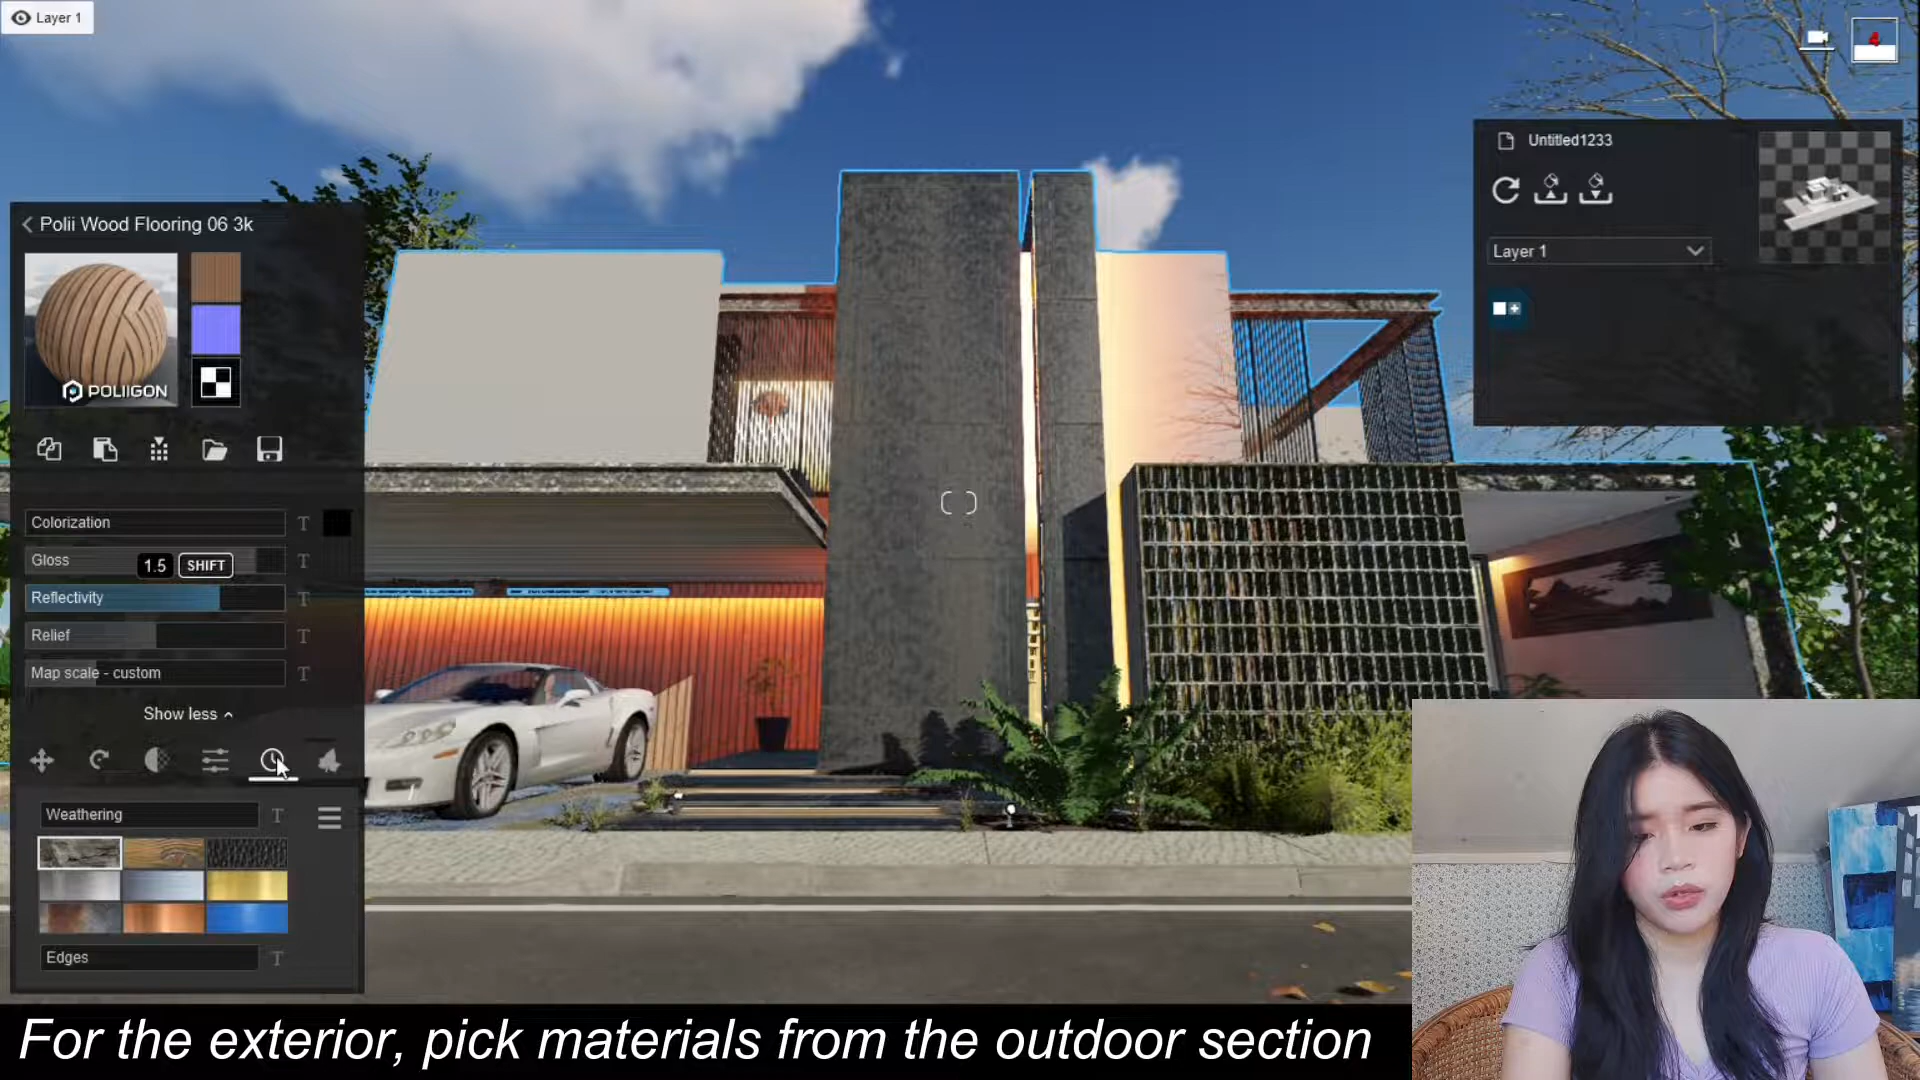 Layer 1
Untitled1233
Layer 1
Polii Wood Flooring 06 3k
POLIIGON
Colorization T
Gloss T
1.5 SHIFT
Reflectivity T
Relief T
Map scale - custom T
Show less
Weathering T
Edges T
For the exterior, pick materials from the outdoor section